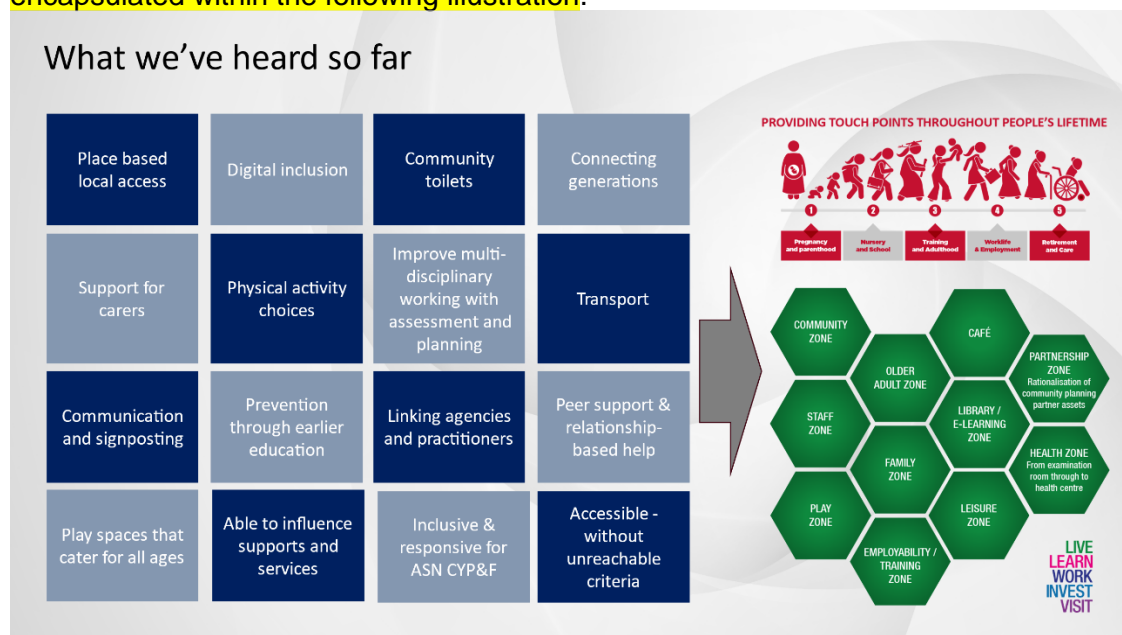 encapsulated within the following illustration.
What we've heard so far
Place based
local access
Digital inclusion
Community
toilets
Connecting
generations
Support for
carers
Physical activity
choices
Improve multi-
disciplinary
working with
assessment and
planning
Transport
Communication
and signposting
Prevention
through earlier
education
Linking agencies
and practitioners
Peer support &
relationship-
based help
Play spaces that
cater for all ages
Able to influence
supports and
services
Inclusive &
responsive for
ASN CYP&F
Accessible -
without
unreachable
criteria
PROVIDING TOUCH POINTS THROUGHOUT PEOPLE'S LIFETIME
1
2
3
4
5
Pregnancy
and parenthood
Nursery
and School
Training
and Adulthood
Worklife
& Employment
Retirement
and Care
COMMUNITY
ZONE
OLDER
ADULT ZONE
CAFÉ
PARTNERSHIP
ZONE
Rationalisation of
community planning
partner assets
STAFF
ZONE
FAMILY
ZONE
LIBRARY /
E-LEARNING
ZONE
HEALTH ZONE
From examination
room through to
health centre
PLAY
ZONE
EMPLOYABILITY /
TRAINING
ZONE
LEISURE
ZONE
LIVE
LEARN
WORK
INVEST
VISIT